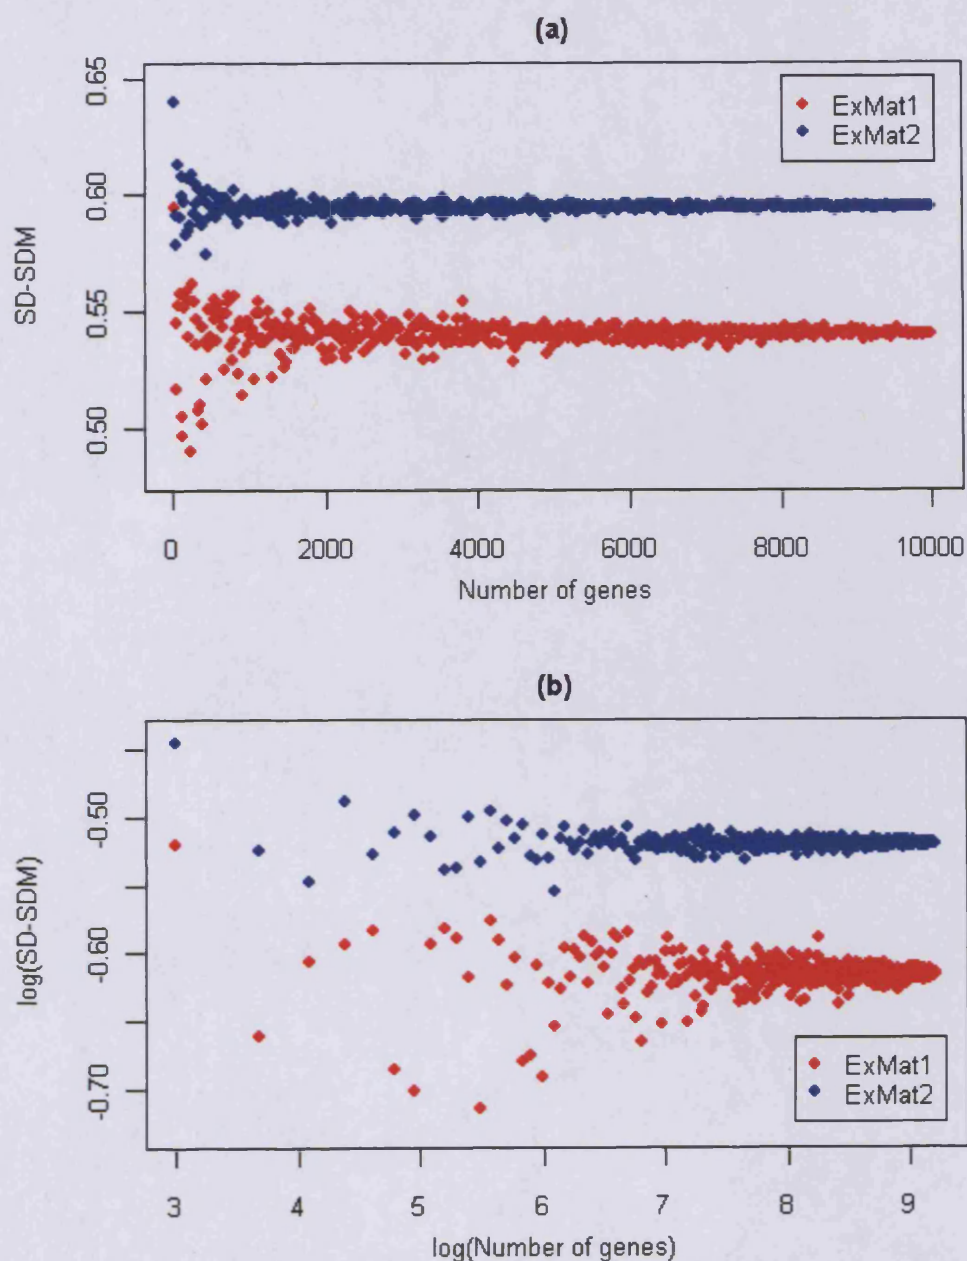 (a)
0.65
0.60
0.55
0.50
SD-SDM
ExMat1
ExMat2
0 2000 4000 6000 8000 10000
Number of genes
(b)
-0.50
-0.60
-0.70
log(SD-SDM)
ExMat1
ExMat2
3 4 5 6 7 8 9
log(Number of genes)